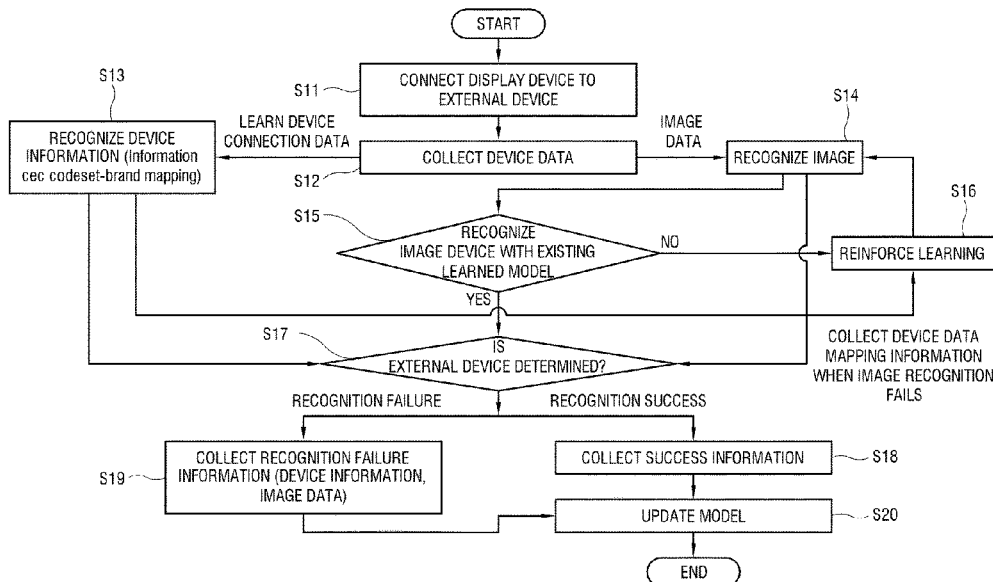 START
S11
CONNECT DISPLAY DEVICE TO
EXTERNAL DEVICE
S13
RECOGNIZE DEVICE
INFORMATION (Information
cec codeset-brand mapping)
LEARN DEVICE
CONNECTION DATA
S12
COLLECT DEVICE DATA
IMAGE
DATA
S14
RECOGNIZE IMAGE
S15
RECOGNIZE
IMAGE DEVICE WITH EXISTING
LEARNED MODEL
NO
S16
REINFORCE LEARNING
YES
S17
IS
EXTERNAL DEVICE DETERMINED?
COLLECT DEVICE DATA
MAPPING INFORMATION
WHEN IMAGE RECOGNITION
FAILS
RECOGNITION FAILURE
RECOGNITION SUCCESS
S19
COLLECT RECOGNITION FAILURE
INFORMATION (DEVICE INFORMATION,
IMAGE DATA)
COLLECT SUCCESS INFORMATION
S18
UPDATE MODEL
S20
END